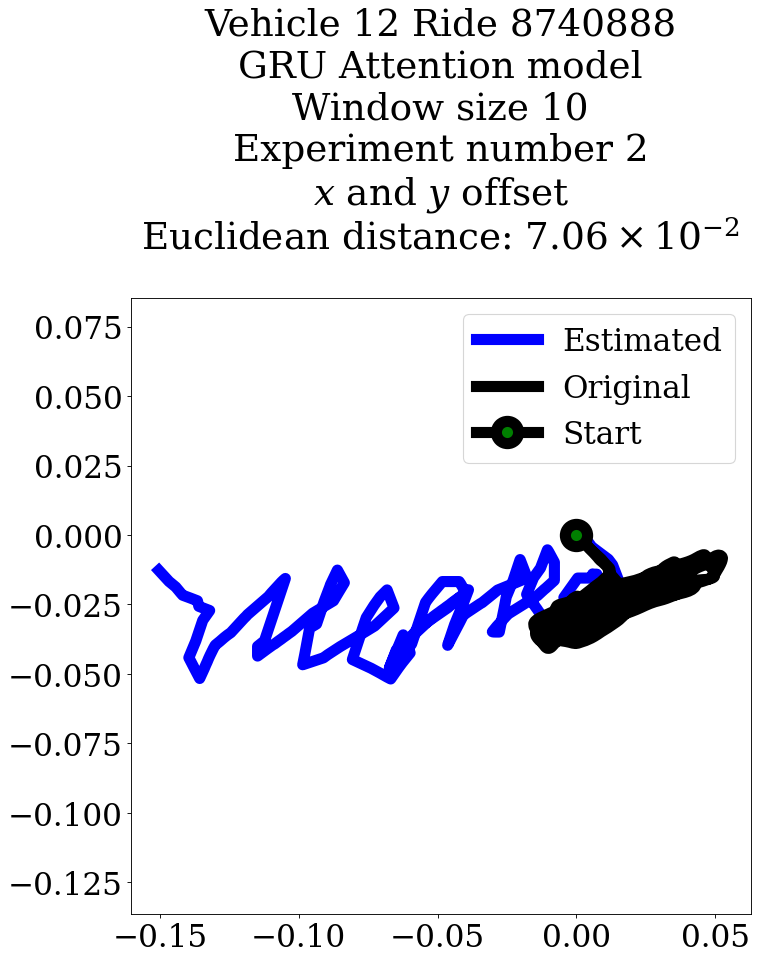 Vehicle 12 Ride 8740888
GRU Attention model
Window size 10
Experiment number 2
x and y offset
Euclidean distance: 7.06 × 10⁻²
Estimated
Original
Start
0.075
0.050
0.025
0.000
−0.025
−0.050
−0.075
−0.100
−0.125
−0.15 −0.10 −0.05 0.00 0.05